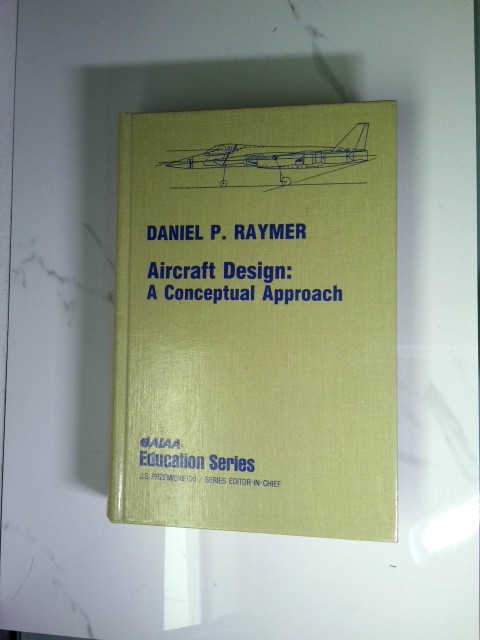 DANIEL P. RAYMER
Aircraft Design:
A Conceptual Approach
AIAA
Education Series
J.S. PRZEMIENIECKI / SERIES EDITOR-IN-CHIEF